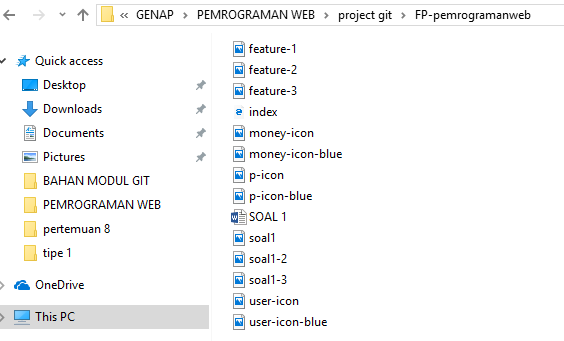 « GENAP > PEMROGRAMAN WEB > project git > FP-pemrogramanweb
Quick access
Desktop
Downloads
Documents
Pictures
BAHAN MODUL GIT
PEMROGRAMAN WEB
pertemuan 8
tipe 1
OneDrive
This PC
feature-1
feature-2
feature-3
index
money-icon
money-icon-blue
p-icon
p-icon-blue
SOAL 1
soal1
soal1-2
soal1-3
user-icon
user-icon-blue